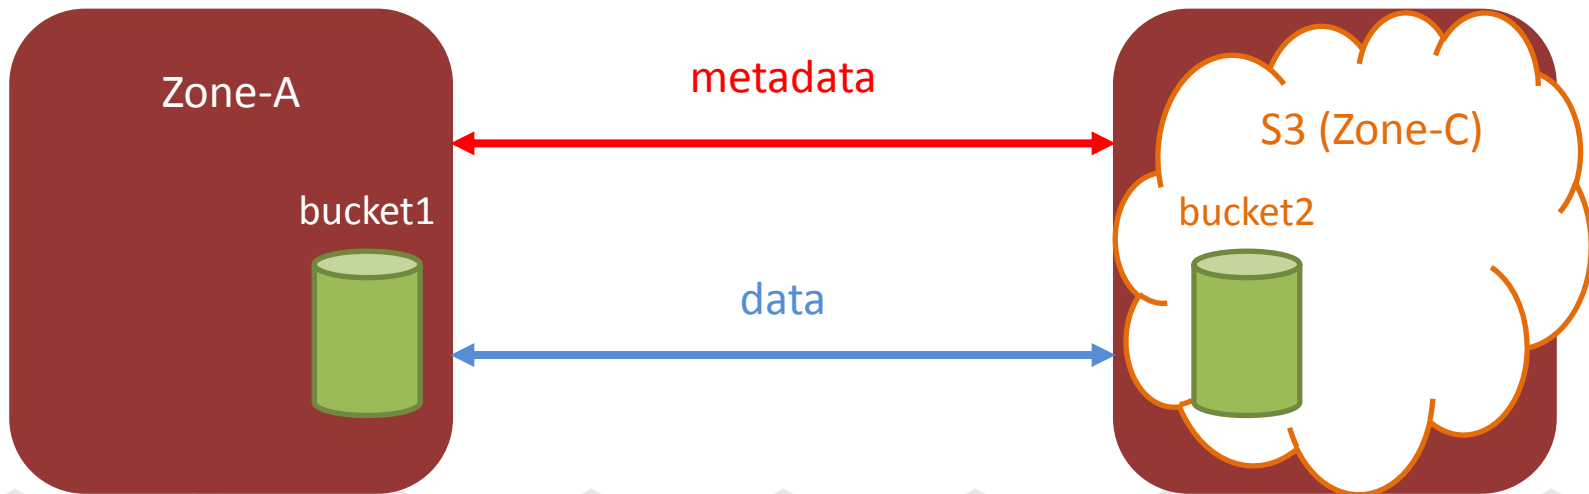 Zone-A
metadata
S3 (Zone-C)
bucket1
bucket2
data